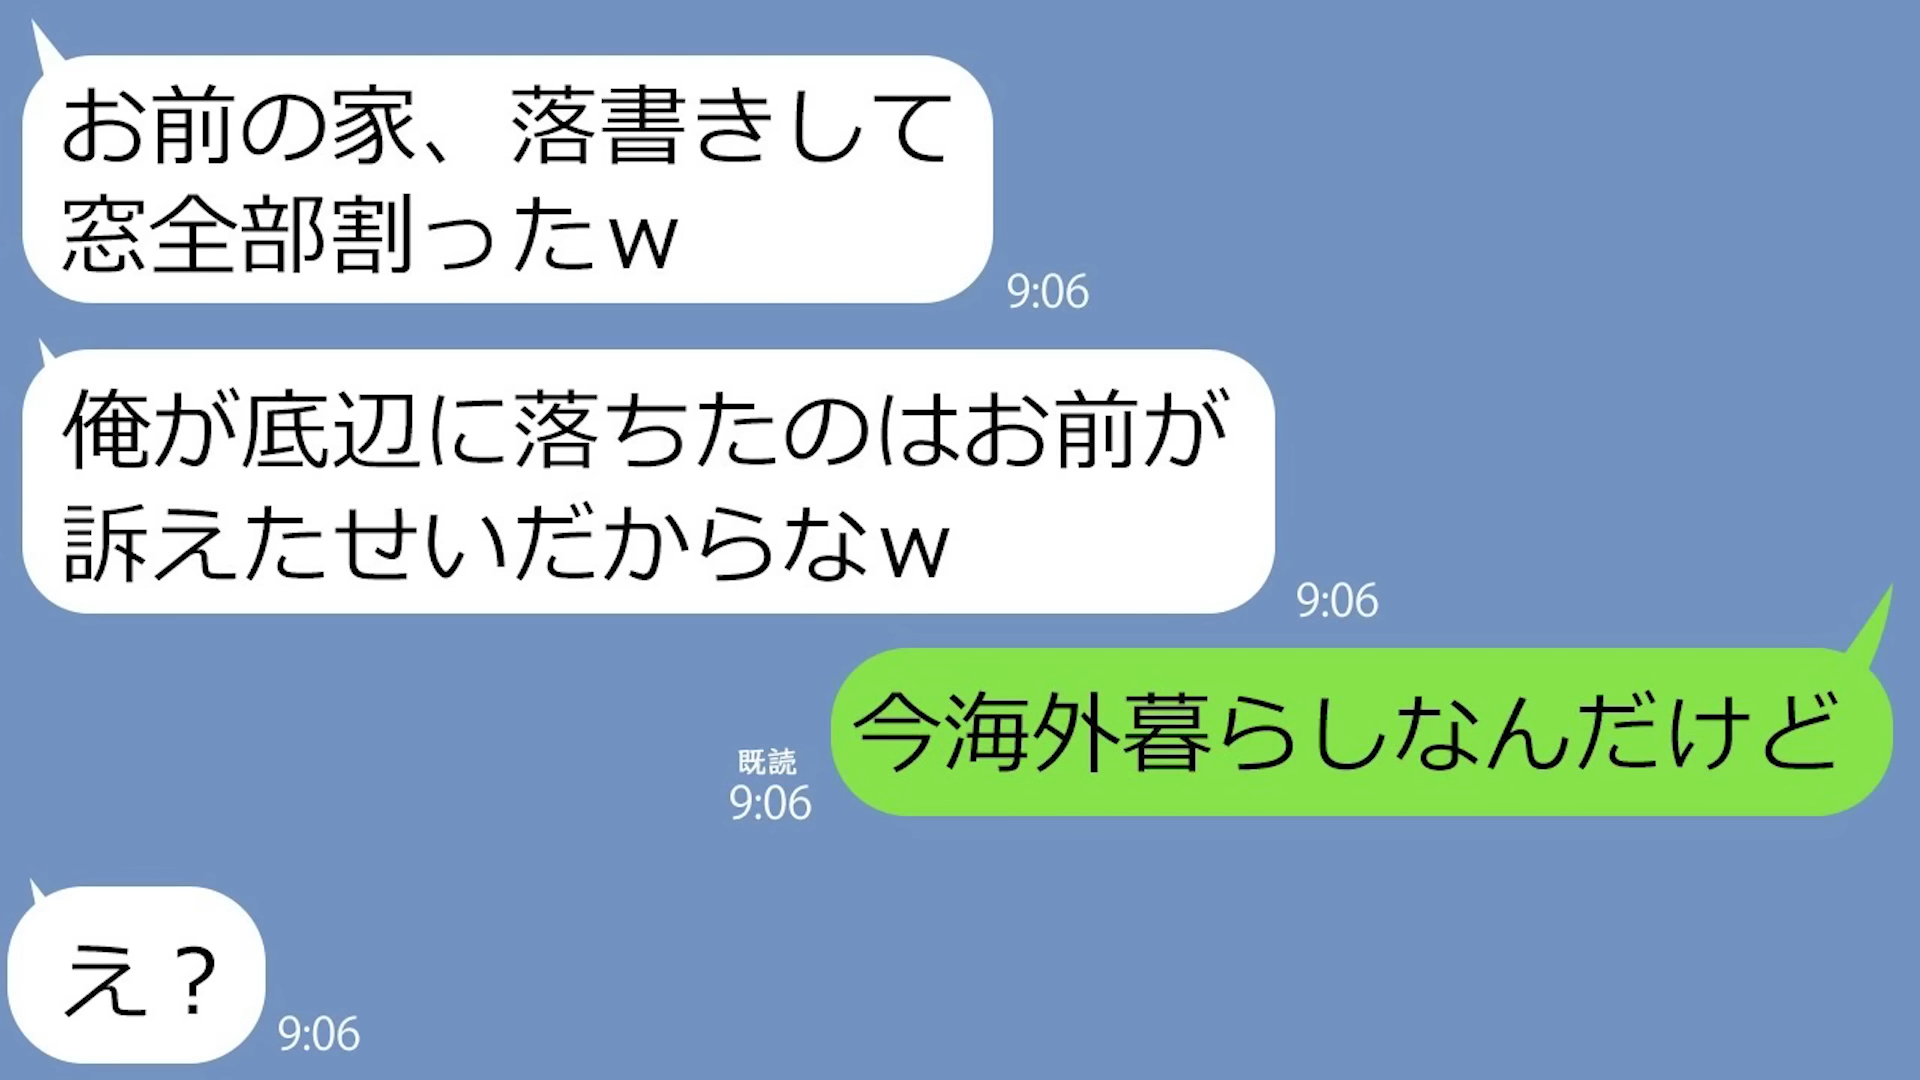 お前の家、落書きして
窓全部割ったｗ
9:06
俺が底辺に落ちたのはお前が
訴えたせいだからなｗ
9:06
今海外暮らしなんだけど
既読
9:06
え？
9:06